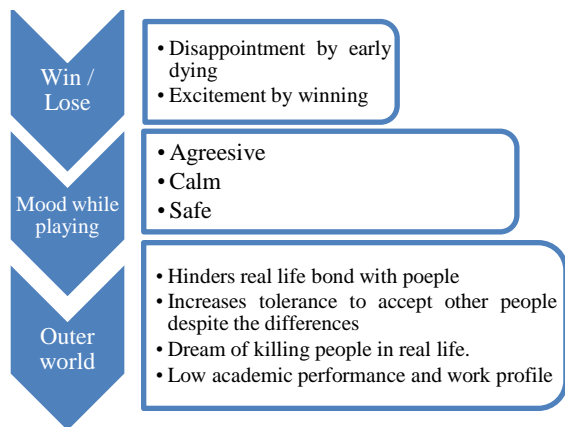 Win /
Lose
• Disappointment by early
dying
• Excitement by winning
Mood while
playing
• Agreesive
• Calm
• Safe
Outer
world
• Hinders real life bond with poeple
• Increases tolerance to accept other people
despite the differences
• Dream of killing people in real life.
• Low academic performance and work profile